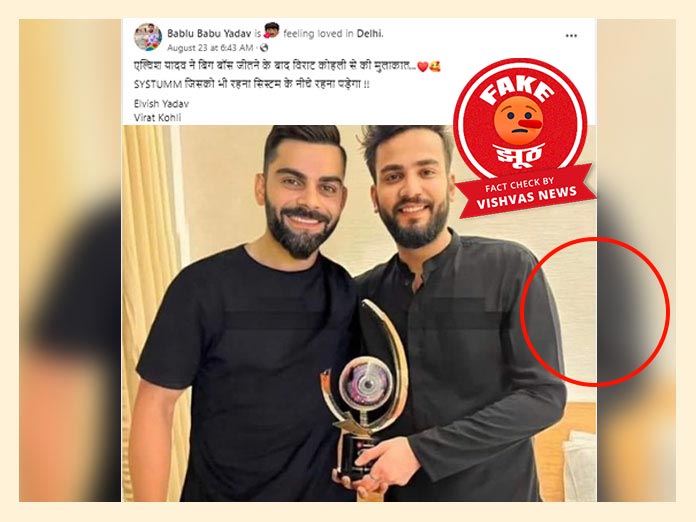 Bablu Babu Yadav is feeling loved in Delhi.
August 23 at 6:43 AM ·
एल्विश यादव ने बिग बॉस जीतने के बाद विराट कोहली से की मुलाकात...
SYSTUMM जिसको भी रहना सिस्टम के नीचे रहना पड़ेगा !!
Elvish Yadav
Virat Kohli
FAKE
झूठ
FACT CHECK BY
VISHVAS NEWS